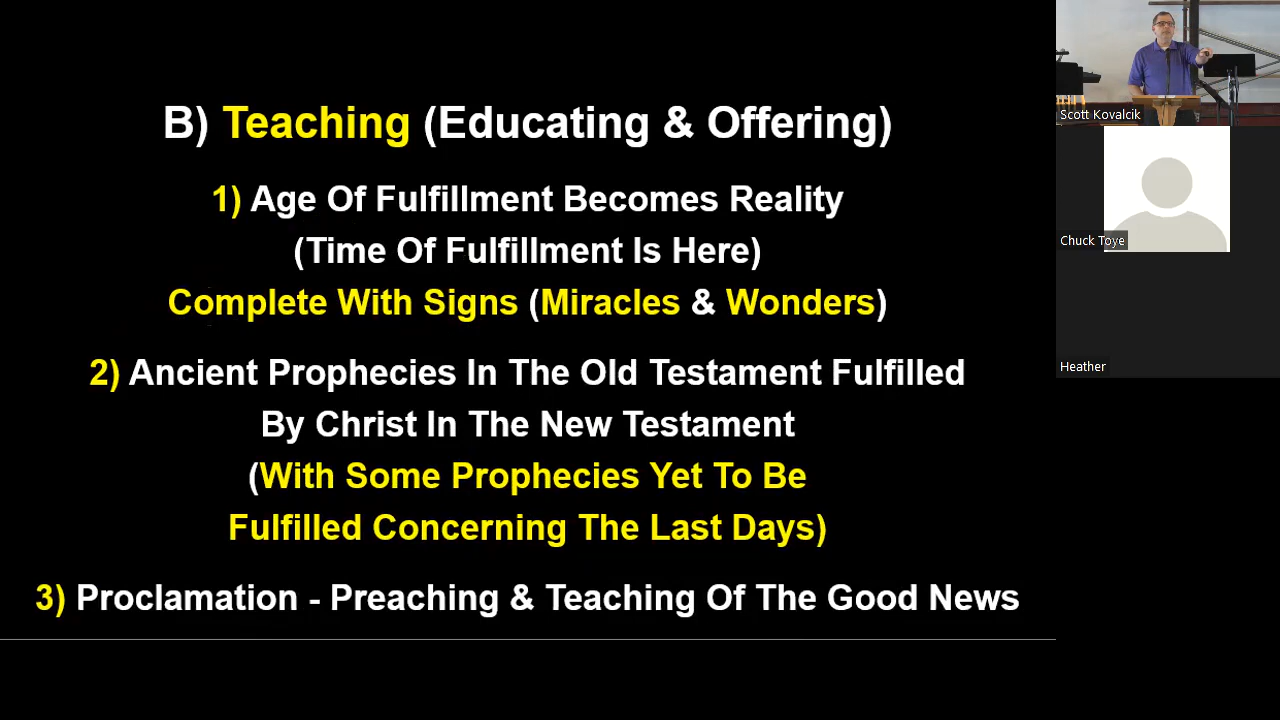 B) Teaching (Educating & Offering)
1) Age Of Fulfillment Becomes Reality
(Time Of Fulfillment Is Here)
Complete With Signs (Miracles & Wonders)
2) Ancient Prophecies In The Old Testament Fulfilled
By Christ In The New Testament
(With Some Prophecies Yet To Be
Fulfilled Concerning The Last Days)
3) Proclamation - Preaching & Teaching Of The Good News
Scott Kovalcik
Chuck Toye
Heather